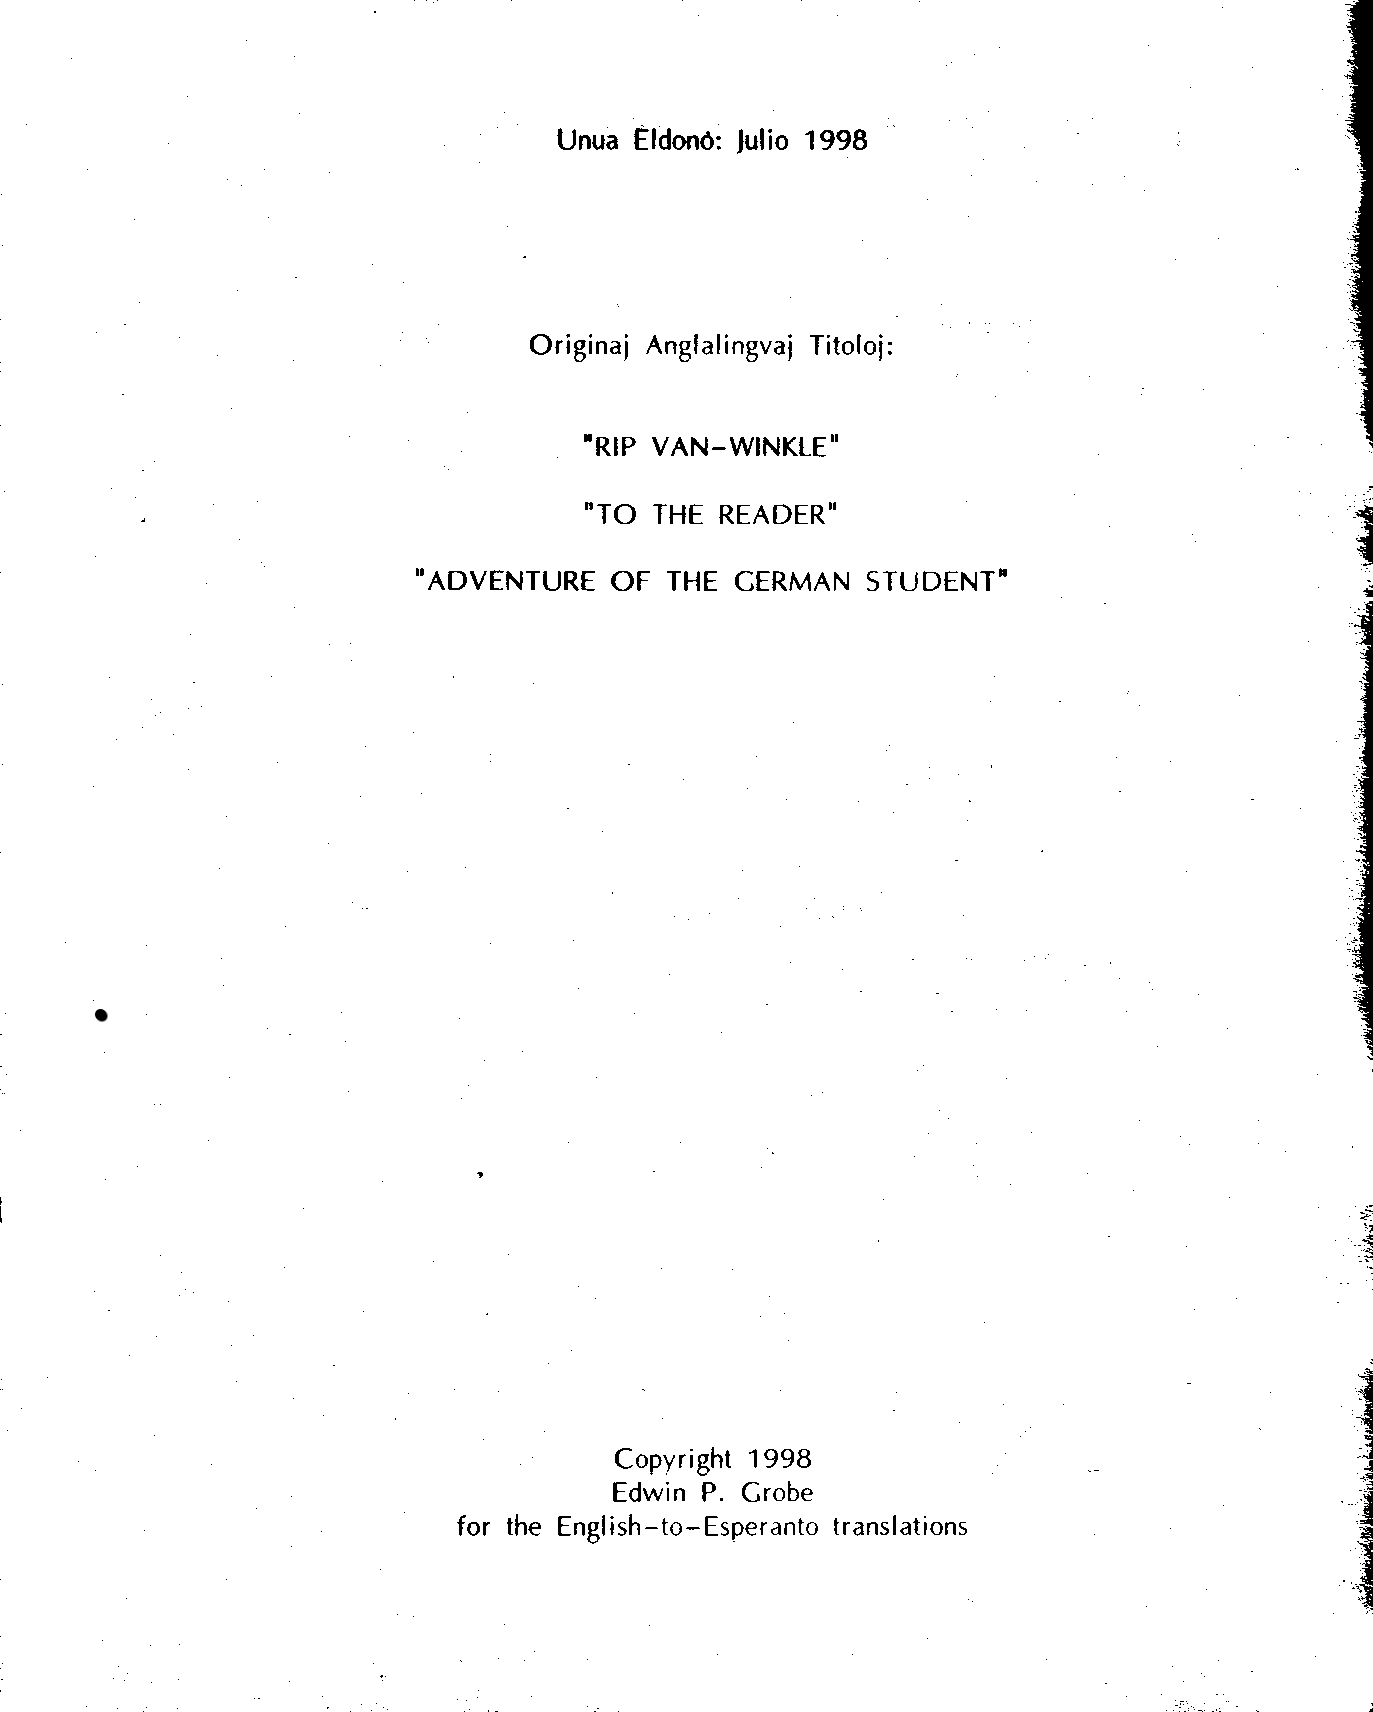 Unua Eldono: Julio 1998
Originaj Anglalingvaj Titoloj:
"RIP VAN-WINKLE"
"TO THE READER"
"ADVENTURE OF THE GERMAN STUDENT"
Copyright 1998
Edwin P. Grobe
for the English-to-Esperanto translations